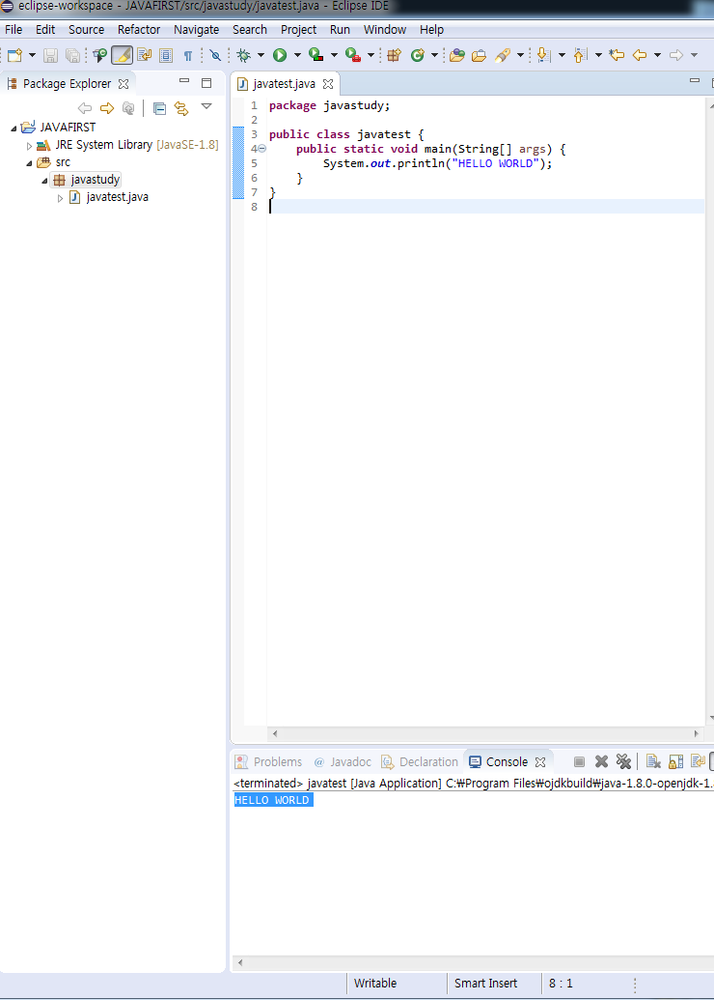 eclipse-workspace - JAVAFIRST/src/javastudy/javatest.java - Eclipse IDE
File Edit Source Refactor Navigate Search Project Run Window Help
Package Explorer
JAVAFIRST
JRE System Library [JavaSE-1.8]
src
javastudy
javatest.java
javatest.java
1 package javastudy;
2
3 public class javatest {
4 public static void main(String[] args) {
5 System.out.println("HELLO WORLD");
6 }
7 }
8
Problems @ Javadoc Declaration Console
<terminated> javatest [Java Application] C:₩Program Files₩ojdkbuild₩java-1.8.0-openjdk-1.
HELLO WORLD
Writable Smart Insert 8 : 1